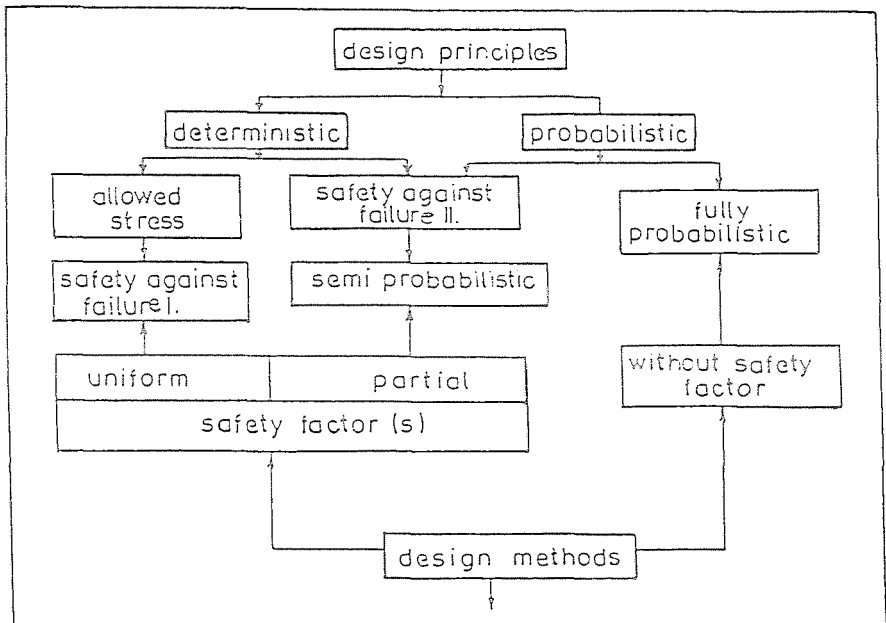 design principles
deterministic
probabilistic
allowed
stress
safety against
failure II.
fully
probabilistic
safety against
failure I.
semi probabilistic
uniform
partial
without safety
factor
safety factor (s)
design methods